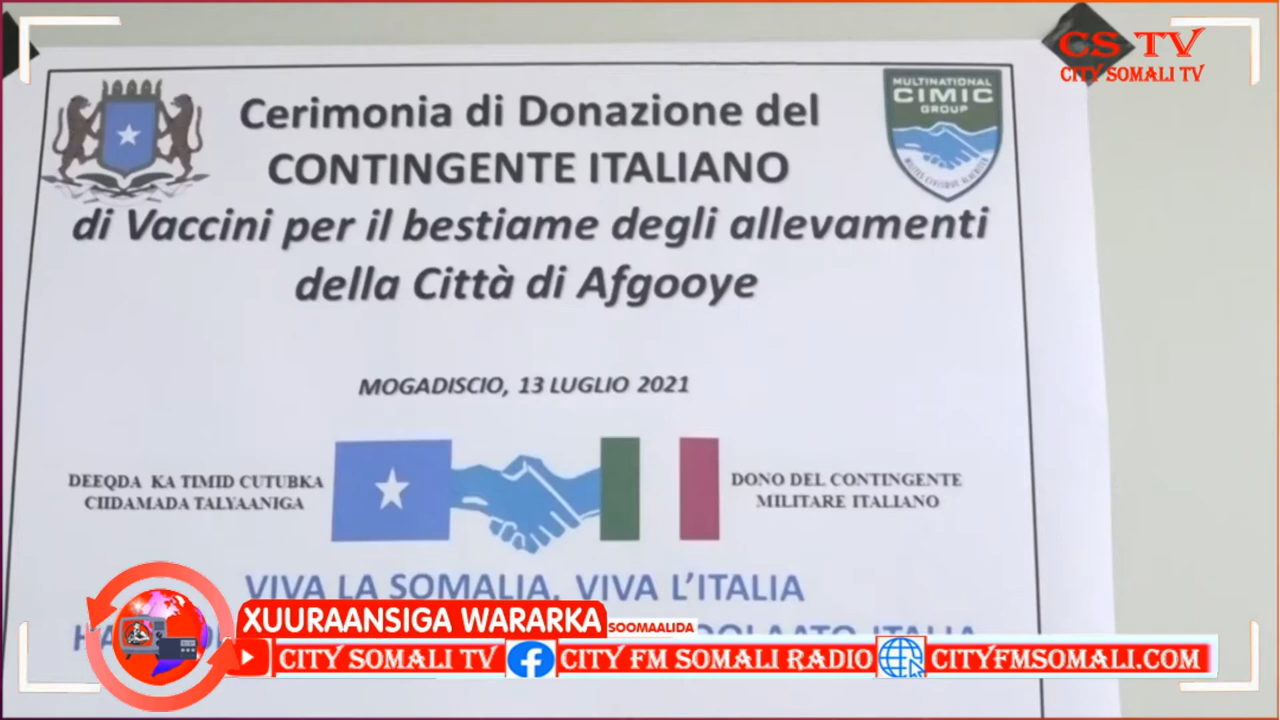 CS TV
CITY SOMALI TV
MULTINATIONAL
CIMIC
GROUP
Cerimonia di Donazione del
CONTINGENTE ITALIANO
di Vaccini per il bestiame degli allevamenti
della Città di Afgooye
MOGADISCIO, 13 LUGLIO 2021
DEEQDA KA TIMID CUTUBKA
CIIDAMADA TALYAANIGA
DONO DEL CONTINGENTE
MILITARE ITALIANO
VIVA LA SOMALIA, VIVA L'ITALIA
ITALIA
XUURAANSIGA WARARKA
SOOMAALIDA
CITY SOMALI TV
CITY FM SOMALI RADIO
CITYFMSOMALI.COM